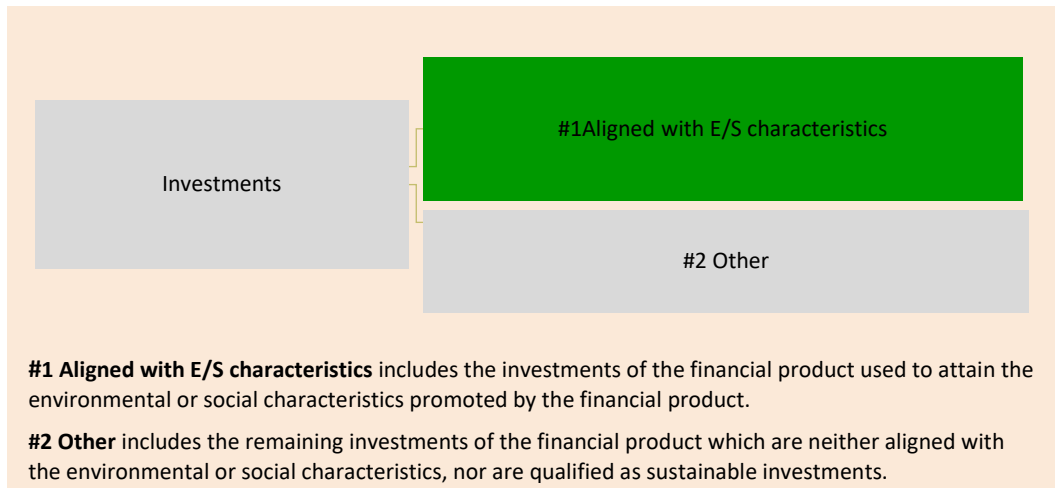 #1Aligned with E/S characteristics
Investments
#2 Other
#1 Aligned with E/S characteristics includes the investments of the financial product used to attain the
environmental or social characteristics promoted by the financial product.
#2 Other includes the remaining investments of the financial product which are neither aligned with
the environmental or social characteristics, nor are qualified as sustainable investments.